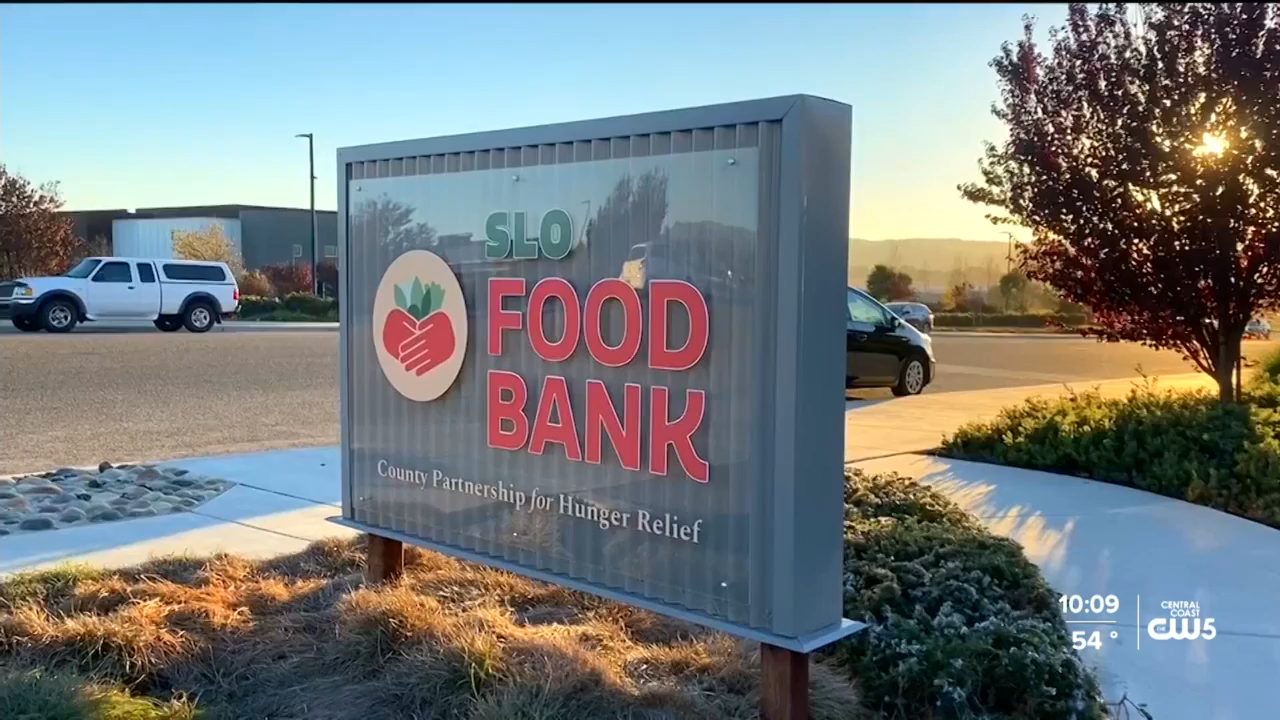 SLO
FOOD
BANK
County Partnership for Hunger Relief
10:09
54°
CENTRAL
COAST
CW5